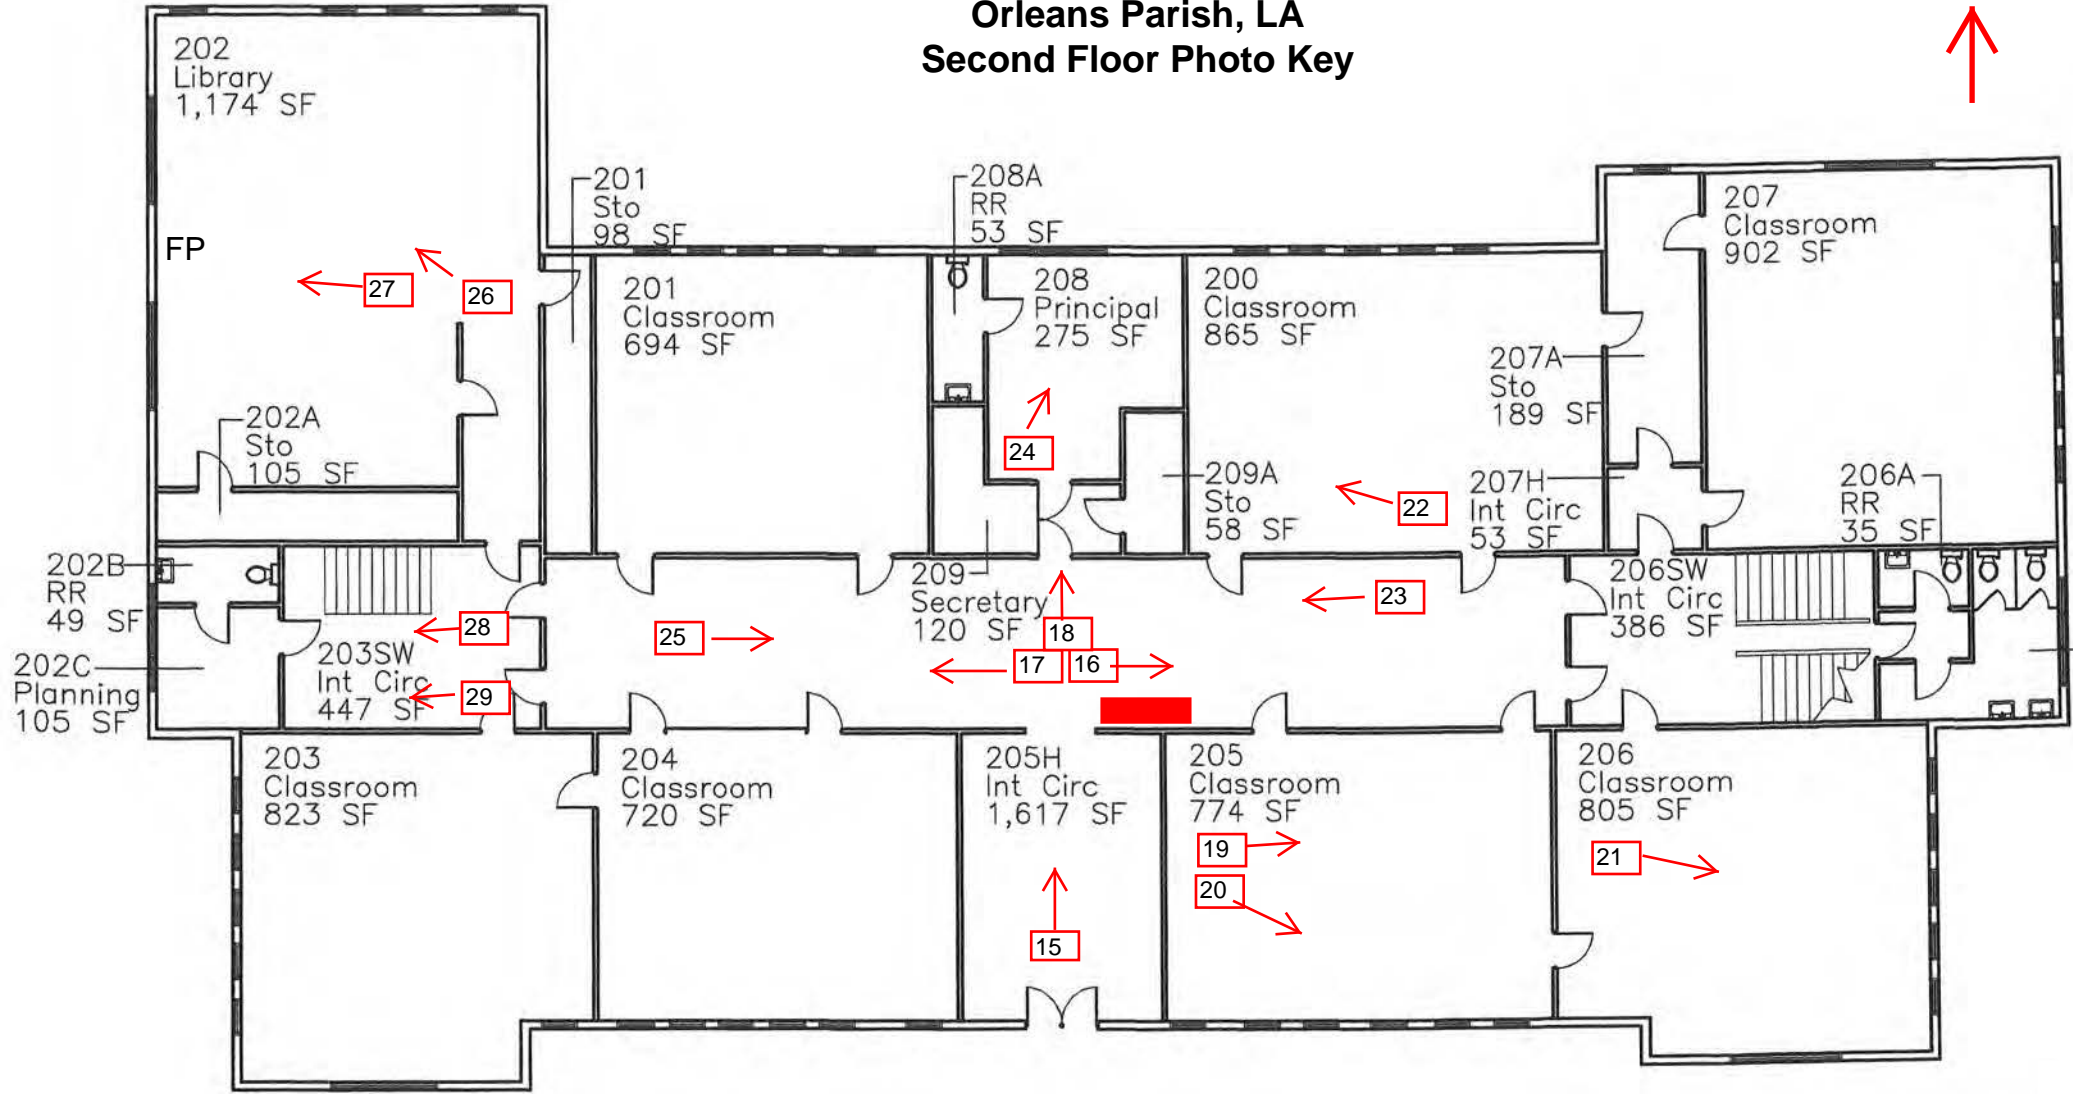 Orleans Parish, LA
Second Floor Photo Key
202
Library
1,174 SF
FP
27
26
201
Sto
98 SF
201
Classroom
694 SF
208A
RR
53 SF
208
Principal
275 SF
24
200
Classroom
865 SF
207
Classroom
902 SF
207A
Sto
189 SF
202A
Sto
105 SF
209A
Sto
58 SF
22
207H
Int Circ
53 SF
206A
RR
35 SF
202B
RR
49 SF
202C
Planning
105 SF
28
203SW
Int Circ
447 SF
29
25
209
Secretary
120 SF
18
17
16
23
206SW
Int Circ
386 SF
203
Classroom
823 SF
204
Classroom
720 SF
205H
Int Circ
1,617 SF
15
205
Classroom
774 SF
19
20
206
Classroom
805 SF
21